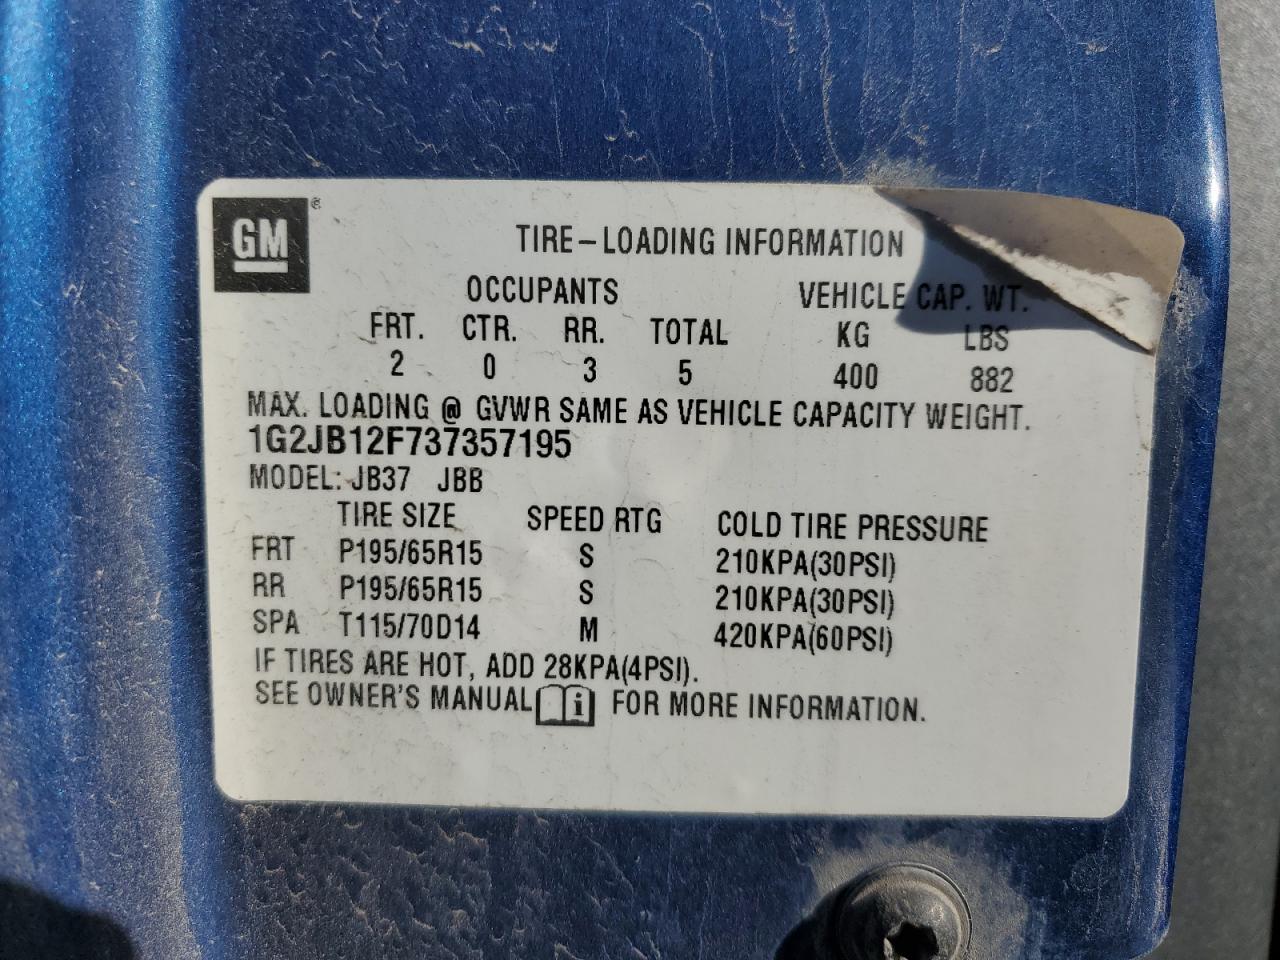 GM ®
TIRE-LOADING INFORMATION
OCCUPANTS VEHICLE CAP. WT.
FRT. CTR. RR. TOTAL KG LBS
2 0 3 5 400 882
MAX. LOADING @ GVWR SAME AS VEHICLE CAPACITY WEIGHT.
1G2JB12F737357195
MODEL: JB37 JBB
TIRE SIZE SPEED RTG COLD TIRE PRESSURE
FRT P195/65R15 S 210KPA(30PSI)
RR P195/65R15 S 210KPA(30PSI)
SPA T115/70D14 M 420KPA(60PSI)
IF TIRES ARE HOT, ADD 28KPA(4PSI).
SEE OWNER'S MANUAL i FOR MORE INFORMATION.